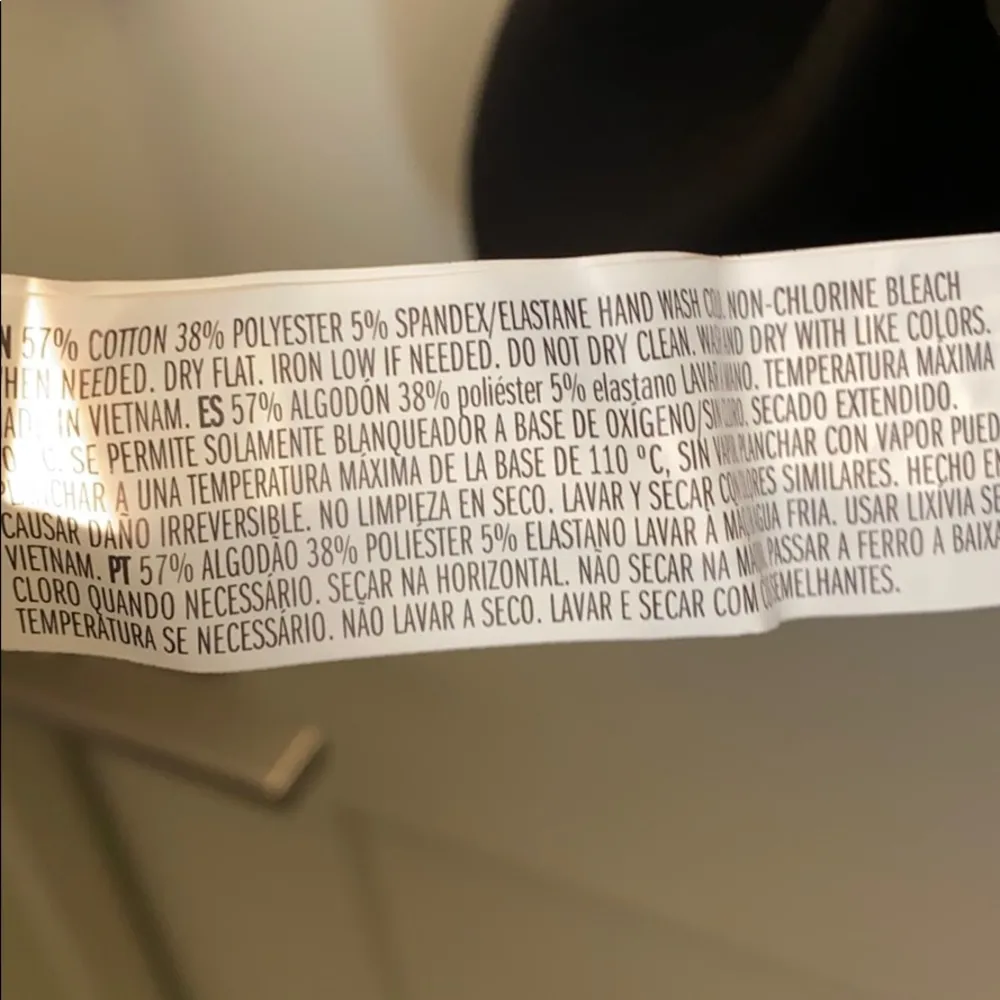 57% COTTON 38% POLYESTER 5% SPANDEX/ELASTANE HAND WASH NON-CHLORINE BLEACH
NEEDED. DRY FLAT. IRON LOW IF NEEDED. DO NOT DRY CLEAN. DRY WITH LIKE COLORS.
IN VIETNAM. ES 57% ALGODÓN 38% poliéster 5% elastano TEMPERATURA MÁXIMA
C. SE PERMITE SOLAMENTE BLANQUEADOR A BASE DE OXÍGENO/SIN SECADO EXTENDIDO.
A UNA TEMPERATURA MÁXIMA DE LA BASE DE 110 ºC, SIN PLANCHAR CON VAPOR
CAUSAR DAÑO IRREVERSIBLE. NO LIMPIEZA EN SECO. LAVAR Y SECAR SIMILARES. HECHO EN
VIETNAM. PT 57% ALGODÃO 38% POLIÉSTER 5% ELASTANO LAVAR À FRIA. USAR LIXÍVIA
CLORO QUANDO NECESSÁRIO. SECAR NA HORIZONTAL. NÃO SECAR NA PASSAR A FERRO A
TEMPERATURA SE NECESSÁRIO. NÃO LAVAR A SECO. LAVAR E SECAR COM SEMELHANTES.